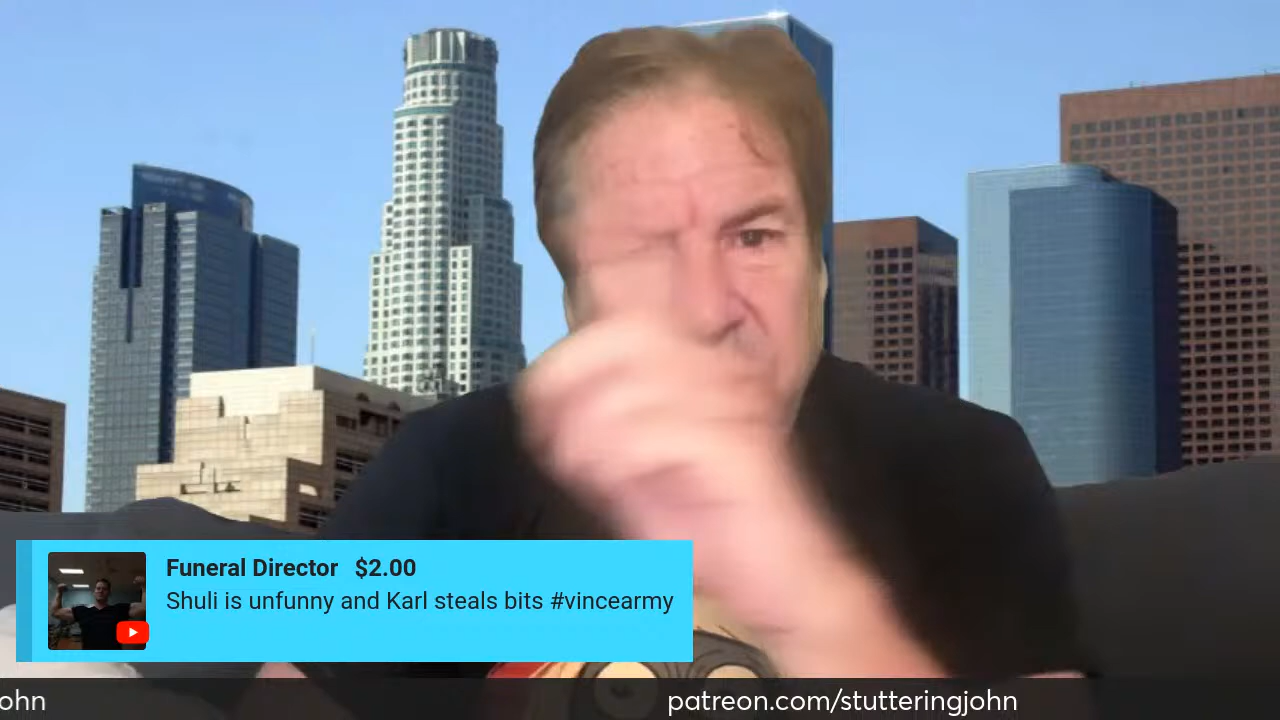 Funeral Director $2.00
Shuli is unfunny and Karl steals bits #vincearmy
ohn patreon.com/stutteringjohn